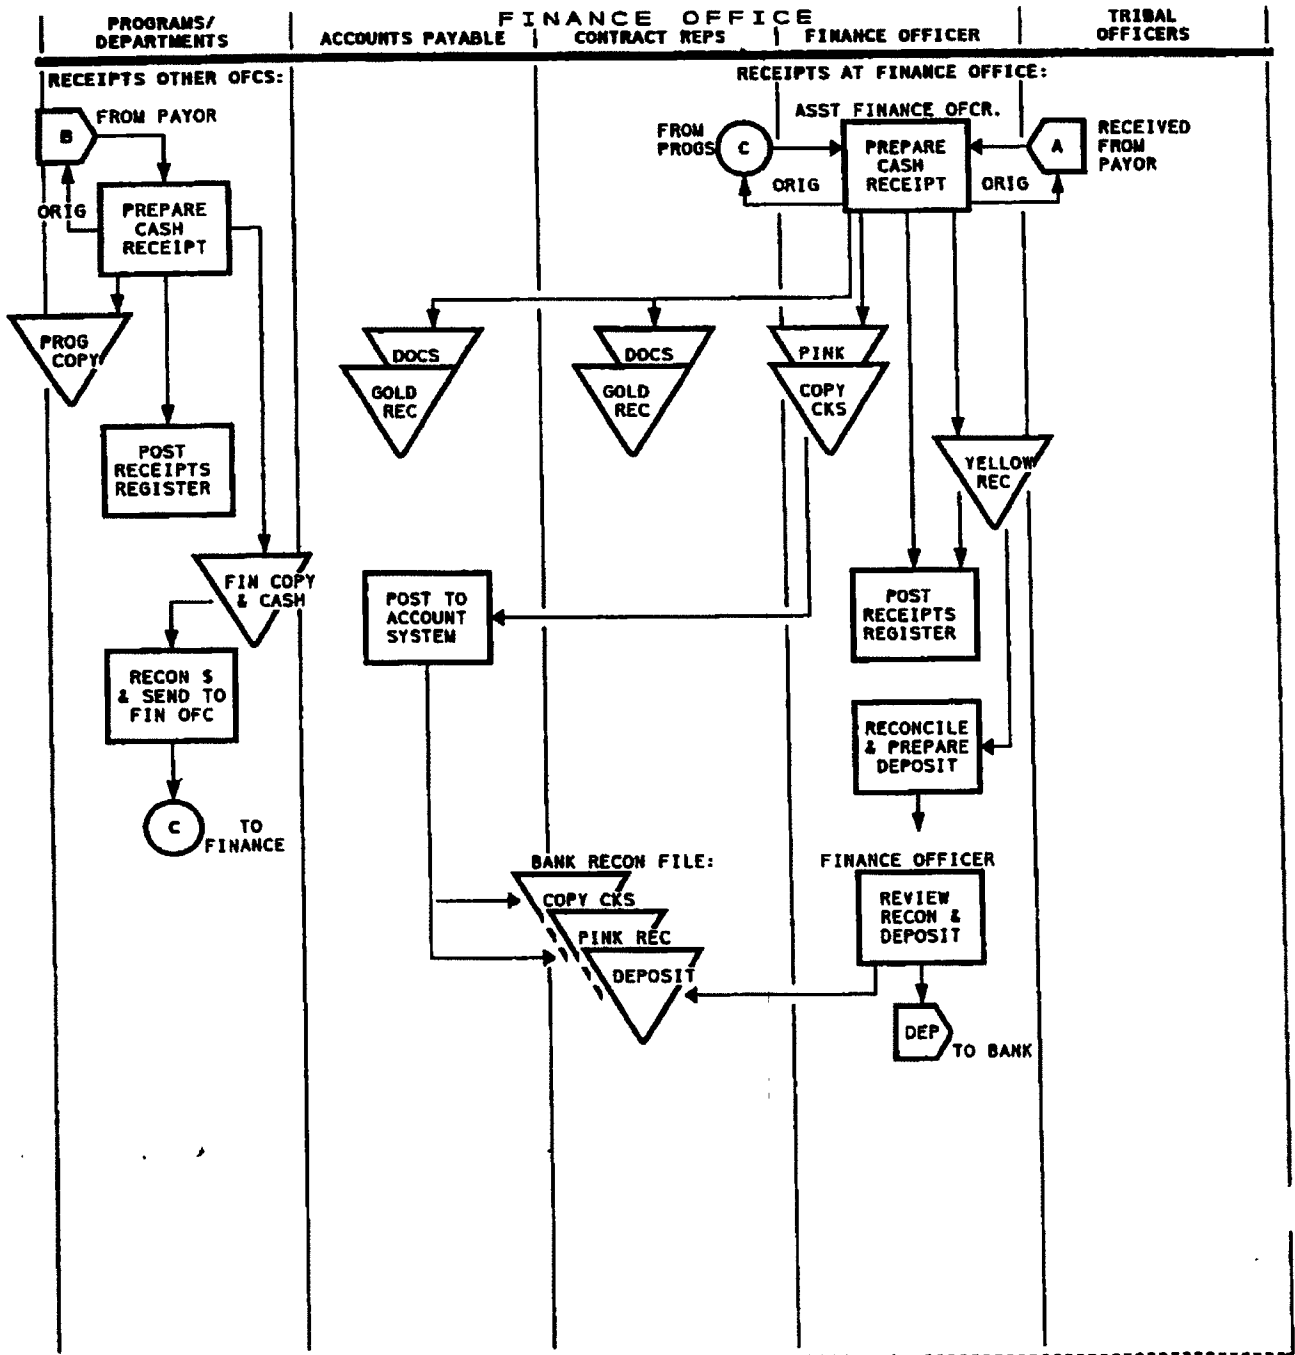 FINANCE OFFICE
PROGRAMS/
DEPARTMENTS
ACCOUNTS PAYABLE
CONTRACT REPS
FINANCE OFFICER
TRIBAL
OFFICERS
RECEIPTS OTHER OFCS:
B
FROM PAYOR
ORIG
PREPARE
CASH
RECEIPT
PROG
COPY
POST
RECEIPTS
REGISTER
FIN COPY
& CASH
RECON $
& SEND TO
FIN OFC
C
TO
FINANCE
RECEIPTS AT FINANCE OFFICE:
ASST FINANCE OFCR.
FROM
PROGS
C
ORIG
PREPARE
CASH
RECEIPT
ORIG
A
RECEIVED
FROM
PAYOR
DOCS
GOLD
REC
DOCS
GOLD
REC
PINK
COPY
CKS
YELLOW
REC
POST TO
ACCOUNT
SYSTEM
POST
RECEIPTS
REGISTER
RECONCILE
& PREPARE
DEPOSIT
BANK RECON FILE:
COPY CKS
PINK REC
DEPOSIT
FINANCE OFFICER
REVIEW
RECON &
DEPOSIT
DEP
TO BANK